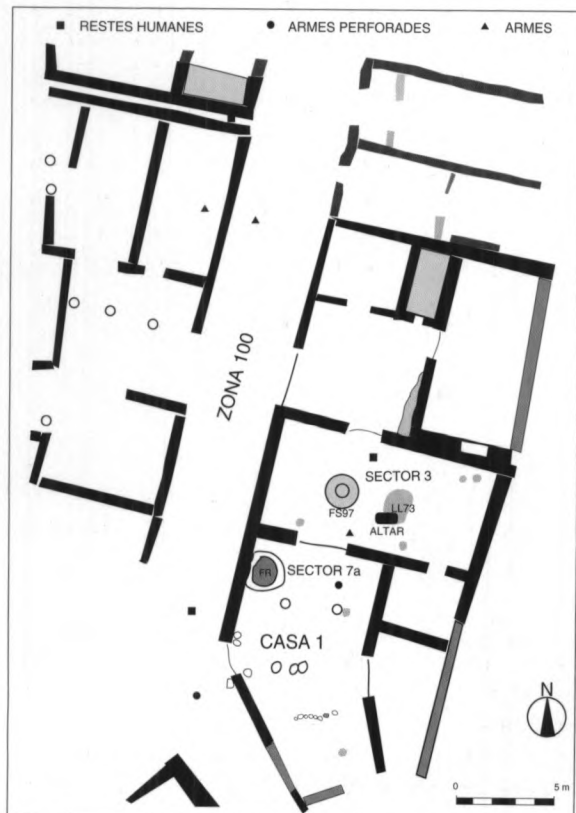 RESTES HUMANES ARMES PERFORADES ARMES
ZONA 100
SECTOR 3
FS97
LL73
ALTAR
FR
SECTOR 7a
CASA 1
N
0 5 m